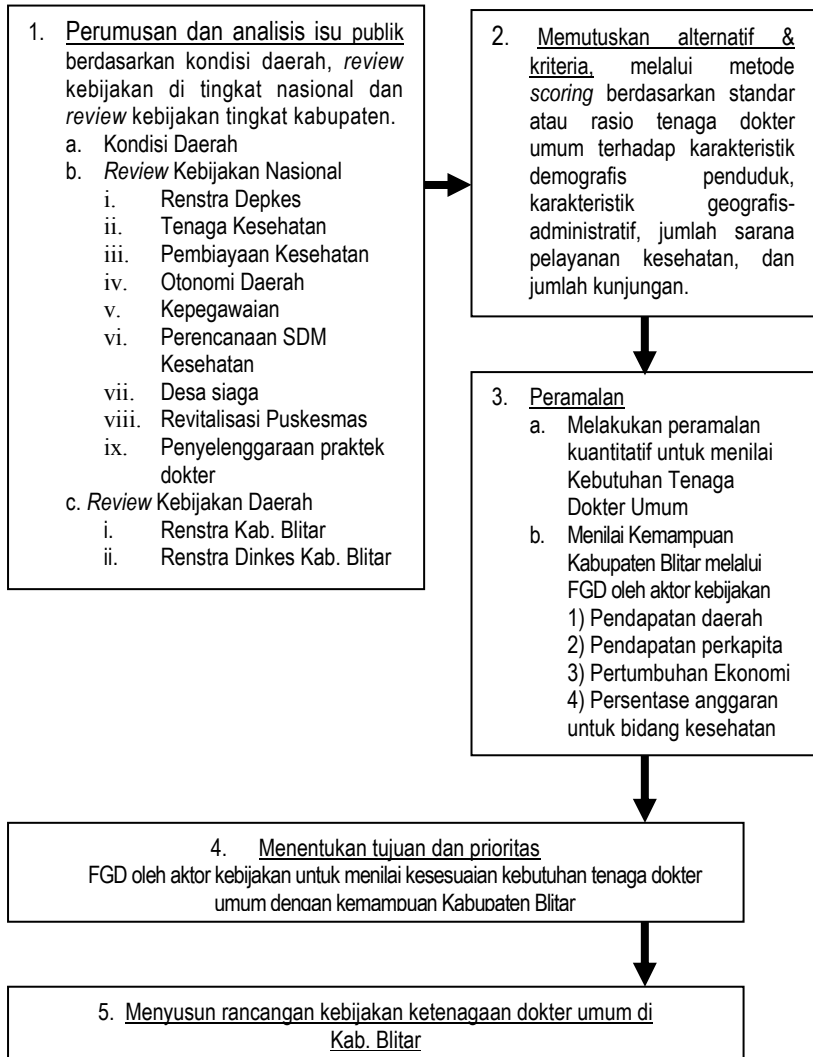 1. Perumusan dan analisis isu publik
berdasarkan kondisi daerah, review
kebijakan di tingkat nasional dan
review kebijakan tingkat kabupaten.
a. Kondisi Daerah
b. Review Kebijakan Nasional
i. Renstra Depkes
ii. Tenaga Kesehatan
iii. Pembiayaan Kesehatan
iv. Otonomi Daerah
v. Kepegawaian
vi. Perencanaan SDM
Kesehatan
vii. Desa siaga
viii. Revitalisasi Puskesmas
ix. Penyelenggaraan praktek
dokter
c. Review Kebijakan Daerah
i. Renstra Kab. Blitar
ii. Renstra Dinkes Kab. Blitar
2. Memutuskan alternatif &
kriteria, melalui metode
scoring berdasarkan standar
atau rasio tenaga dokter
umum terhadap karakteristik
demografis penduduk,
karakteristik geografis-
administratif, jumlah sarana
pelayanan kesehatan, dan
jumlah kunjungan.
3. Peramalan
a. Melakukan peramalan
kuantitatif untuk menilai
Kebutuhan Tenaga
Dokter Umum
b. Menilai Kemampuan
Kabupaten Blitar melalui
FGD oleh aktor kebijakan
1) Pendapatan daerah
2) Pendapatan perkapita
3) Pertumbuhan Ekonomi
4) Persentase anggaran
untuk bidang kesehatan
4. Menentukan tujuan dan prioritas
FGD oleh aktor kebijakan untuk menilai kesesuaian kebutuhan tenaga dokter
umum dengan kemampuan Kabupaten Blitar
5. Menyusun rancangan kebijakan ketenagaan dokter umum di
Kab. Blitar